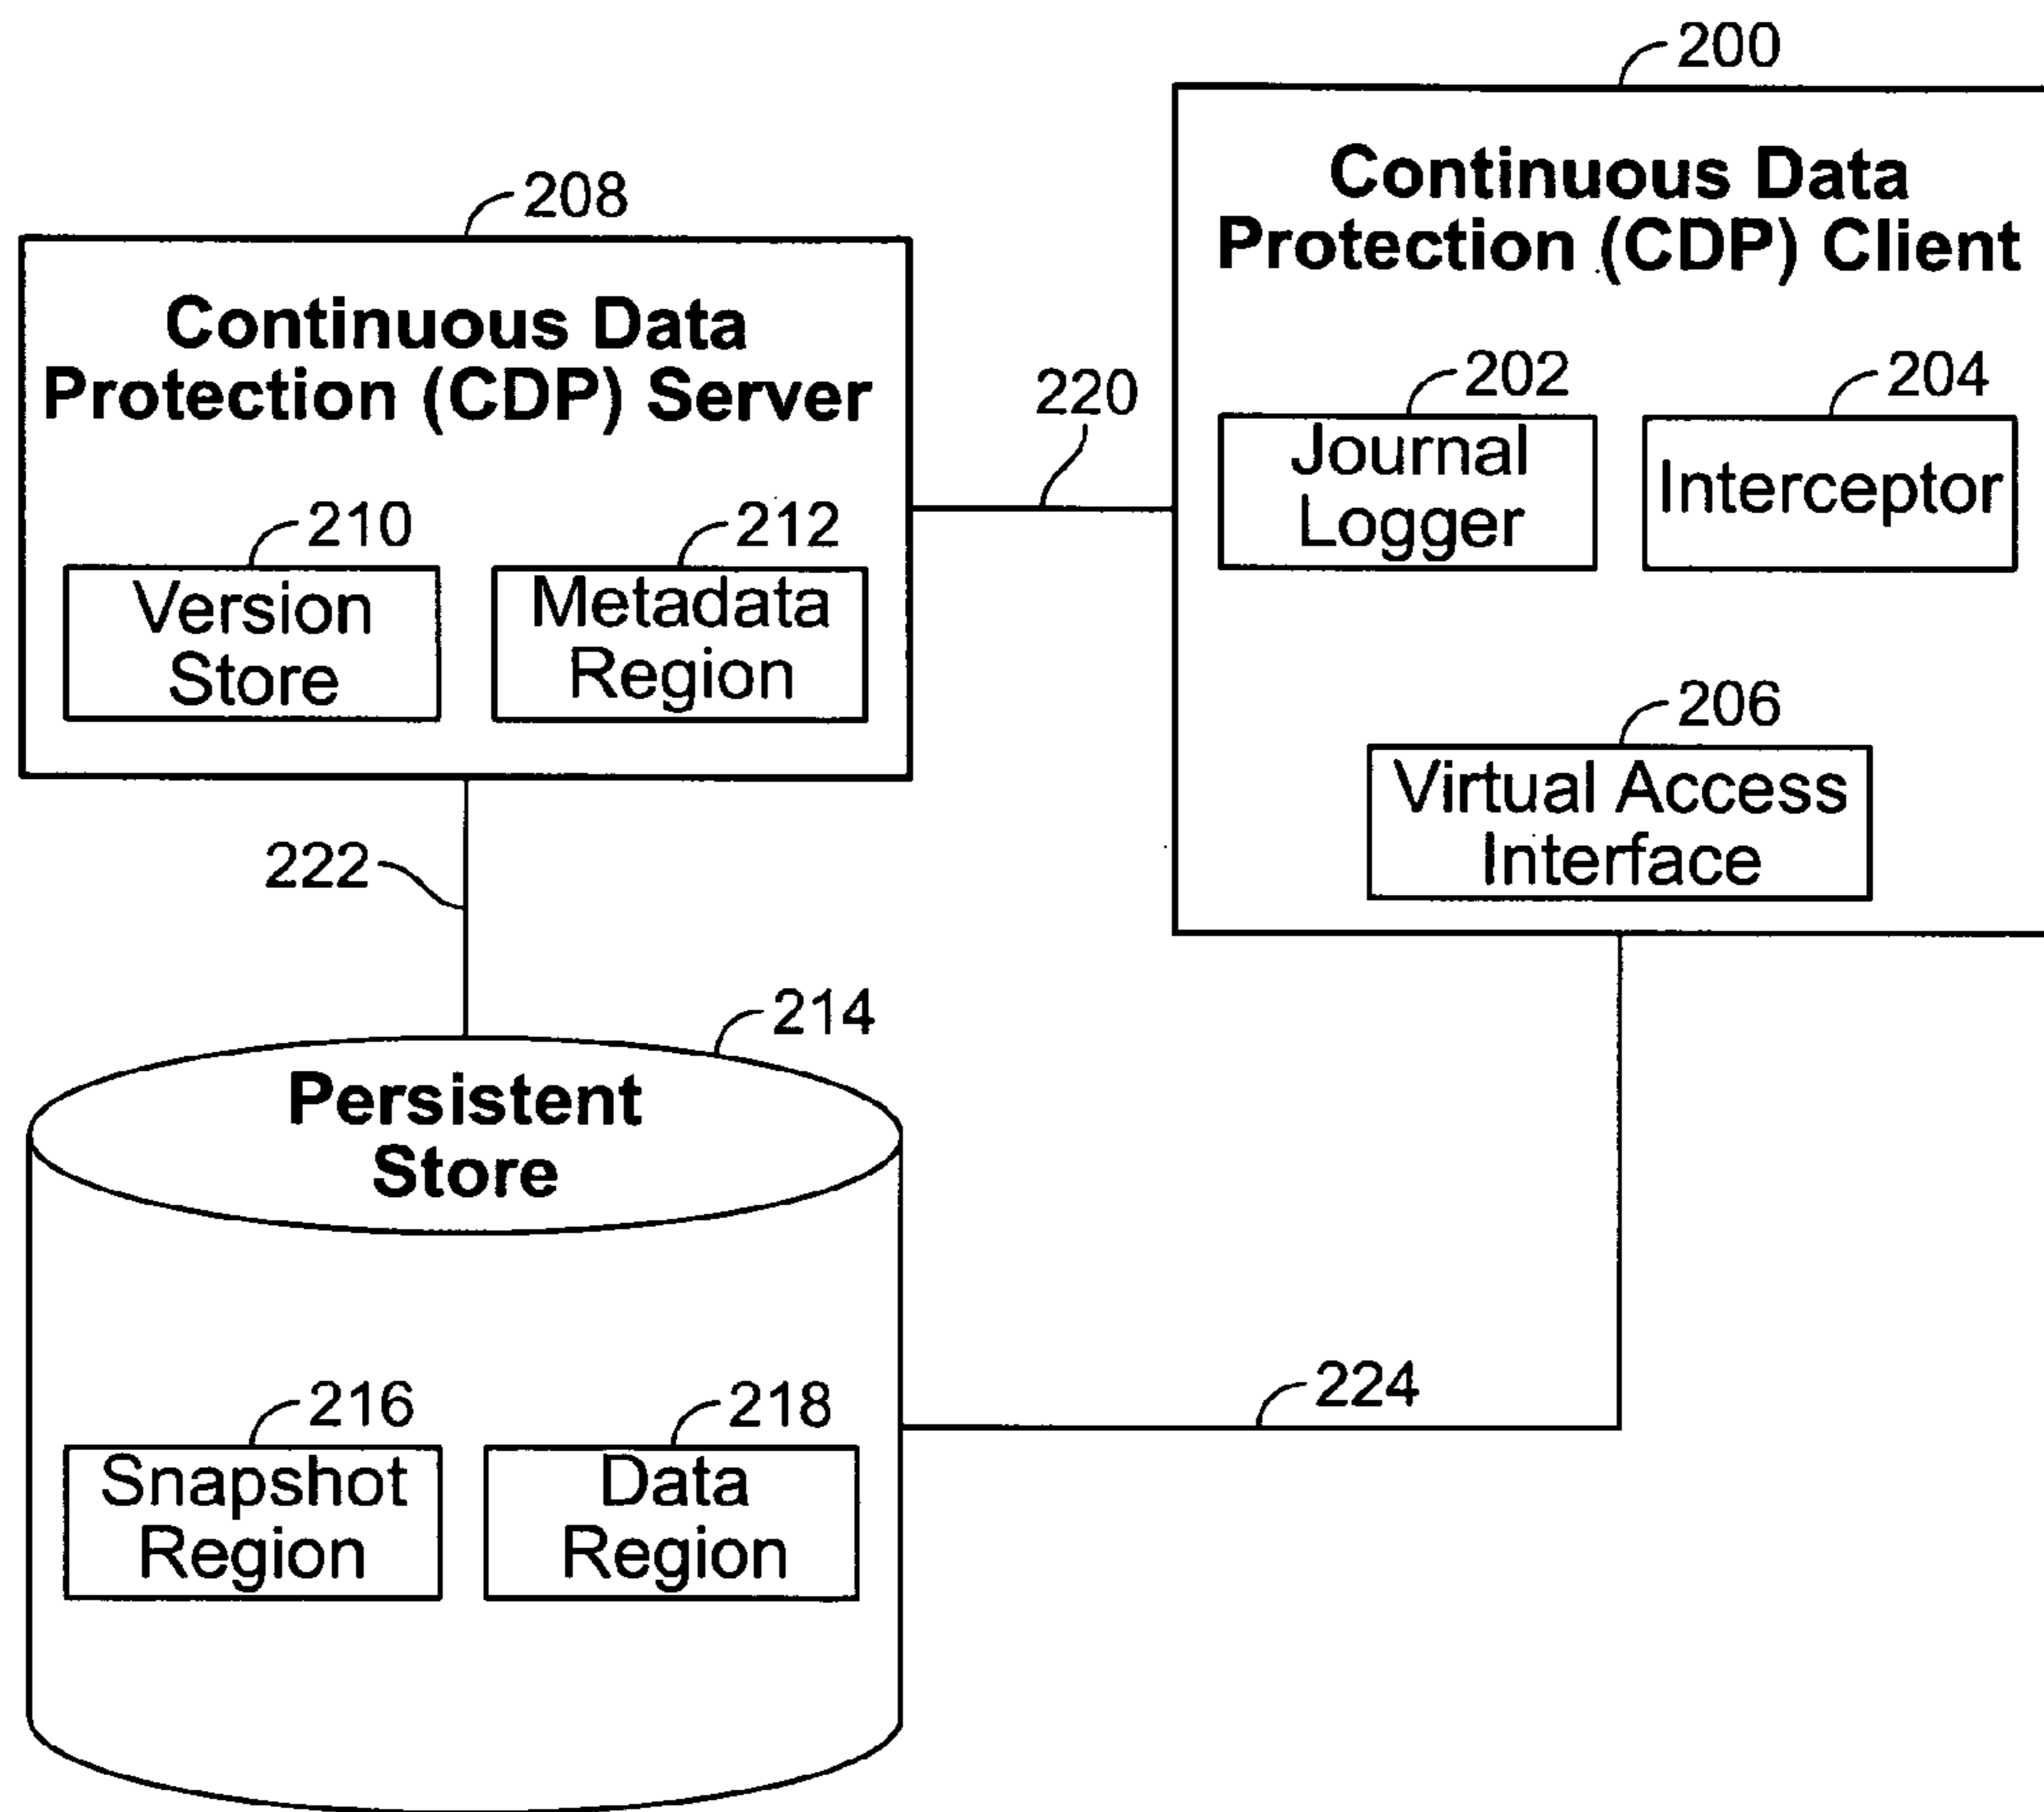 200
Continuous Data
Protection (CDP) Client
202
204
Journal
Logger
Interceptor
206
Virtual Access
Interface
208
Continuous Data
Protection (CDP) Server
210
212
Version
Store
Metadata
Region
220
222
214
Persistent
Store
216
218
Snapshot
Region
Data
Region
224